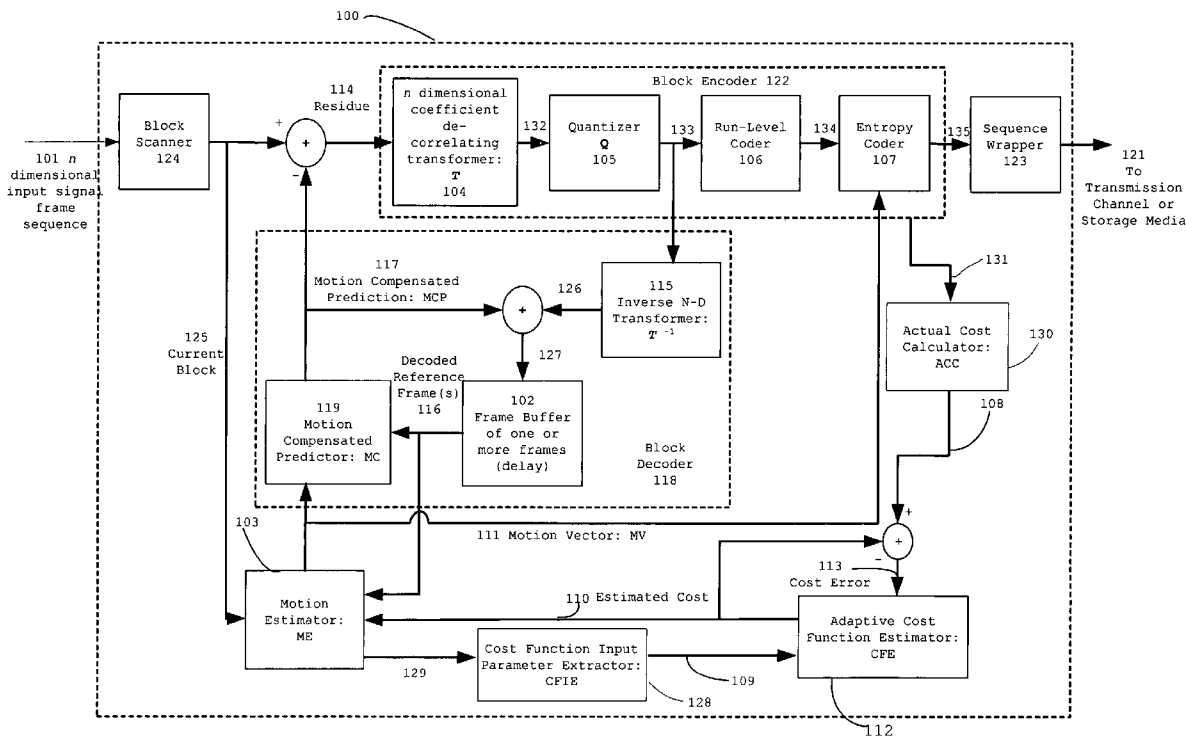 100
Block Encoder 122
114
Residue
n dimensional
coefficient
de-
correlating
transformer:
T
104
Block
Scanner
124
+
+
-
132
Quantizer
Q
105
133
Run-Level
Coder
106
134
Entropy
Coder
107
135
Sequence
Wrapper
123
101 n
dimensional
input signal
frame
sequence
121
To
Transmission
Channel or
Storage Media
117
Motion Compensated
Prediction: MCP
+
126
115
Inverse N-D
Transformer:
T -1
131
125
Current
Block
127
Decoded
Reference
Frame(s)
116
Actual Cost
Calculator:
ACC
130
119
Motion
Compensated
Predictor: MC
102
Frame Buffer
of one or
more frames
(delay)
Block
Decoder
118
108
103
111 Motion Vector: MV
+
+
-
113
Cost Error
Motion
Estimator:
ME
110 Estimated Cost
Adaptive Cost
Function Estimator:
CFE
129
Cost Function Input
Parameter Extractor:
CFIE
109
128
112